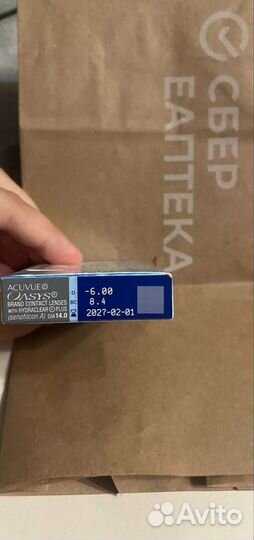 СБЕР
ЕАПТЕКА
ACUVUE®
OASYS®
BRAND CONTACT LENSES
WITH HYDRACLEAR® PLUS
(senofilcon A) DIA 14.0
D -6.00
BC 8.4
2027-02-01
Avito